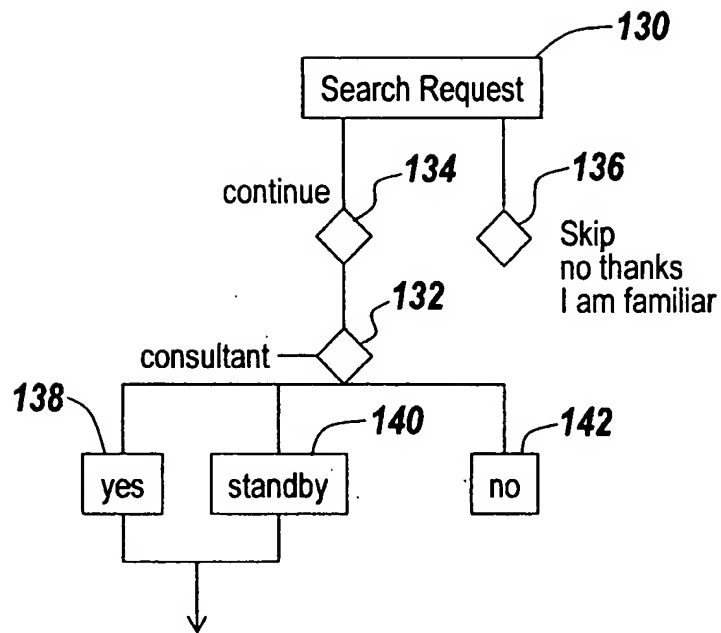 130
Search Request
continue
134
136
Skip
no thanks
I am familiar
132
consultant
138
140
142
yes
standby
no